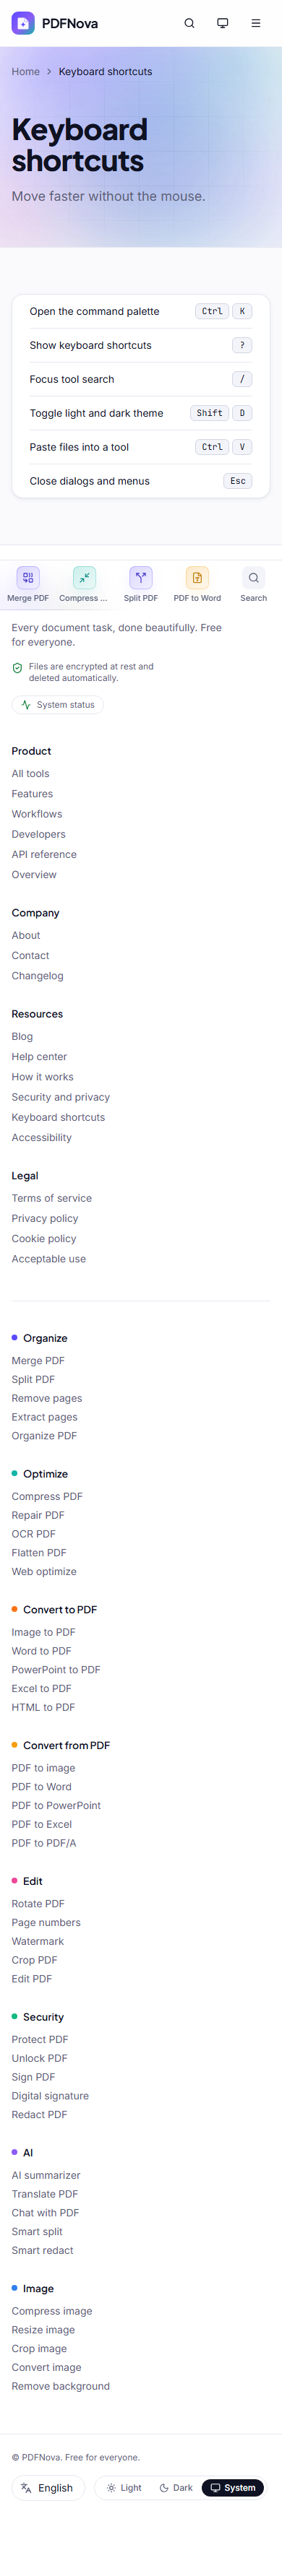 PDFNova
Home > Keyboard shortcuts
Keyboard
shortcuts
Move faster without the mouse.
Open the command palette Ctrl K
Show keyboard shortcuts ?
Focus tool search /
Toggle light and dark theme Shift D
Paste files into a tool Ctrl V
Close dialogs and menus Esc
Merge PDF Compress ... Split PDF PDF to Word Search
Every document task, done beautifully. Free
for everyone.
Files are encrypted at rest and
deleted automatically.
System status
Product
All tools
Features
Workflows
Developers
API reference
Overview
Company
About
Contact
Changelog
Resources
Blog
Help center
How it works
Security and privacy
Keyboard shortcuts
Accessibility
Legal
Terms of service
Privacy policy
Cookie policy
Acceptable use
Organize
Merge PDF
Split PDF
Remove pages
Extract pages
Organize PDF
Optimize
Compress PDF
Repair PDF
OCR PDF
Flatten PDF
Web optimize
Convert to PDF
Image to PDF
Word to PDF
PowerPoint to PDF
Excel to PDF
HTML to PDF
Convert from PDF
PDF to image
PDF to Word
PDF to PowerPoint
PDF to Excel
PDF to PDF/A
Edit
Rotate PDF
Page numbers
Watermark
Crop PDF
Edit PDF
Security
Protect PDF
Unlock PDF
Sign PDF
Digital signature
Redact PDF
AI
AI summarizer
Translate PDF
Chat with PDF
Smart split
Smart redact
Image
Compress image
Resize image
Crop image
Convert image
Remove background
© PDFNova. Free for everyone.
English Light Dark System